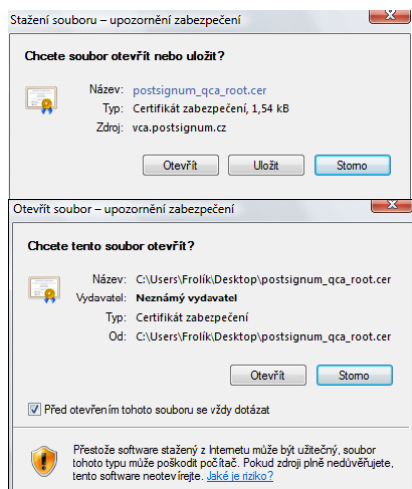 Stažení souboru – upozornění zabezpečení
Chcete soubor otevřít nebo uložit?
Název: postsignum_qca_root.cer
Typ: Certifikát zabezpečení, 1,54 kB
Zdroj: vca.postsignum.cz
Otevřít Uložit Storno
Otevřít soubor – upozornění zabezpečení
Chcete tento soubor otevřít?
Název: C:\Users\Frolík\Desktop\postsignum_qca_root.cer
Vydavatel: Neznámý vydavatel
Typ: Certifikát zabezpečení
Od: C:\Users\Frolík\Desktop\postsignum_qca_root.cer
Otevřít Storno
Před otevřením tohoto souboru se vždy dotázat
Přestože software stažený z Internetu může být užitečný, soubor
tohoto typu může poškodit počítač. Pokud zdroji plně nedůvěřujete,
tento software neotevírejte. Jaké je riziko?